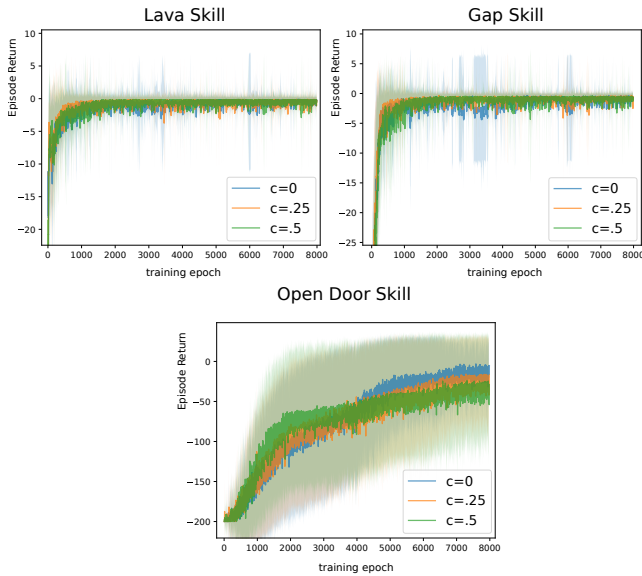 Lava Skill
Episode Return
10
5
0
−5
−10
−15
−20
0 1000 2000 3000 4000 5000 6000 7000 8000
training epoch
c=0
c=.25
c=.5
Gap Skill
Episode Return
10
5
0
−5
−10
−15
−20
−25
0 1000 2000 3000 4000 5000 6000 7000 8000
training epoch
c=0
c=.25
c=.5
Open Door Skill
Episode Return
0
−50
−100
−150
−200
0 1000 2000 3000 4000 5000 6000 7000 8000
training epoch
c=0
c=.25
c=.5